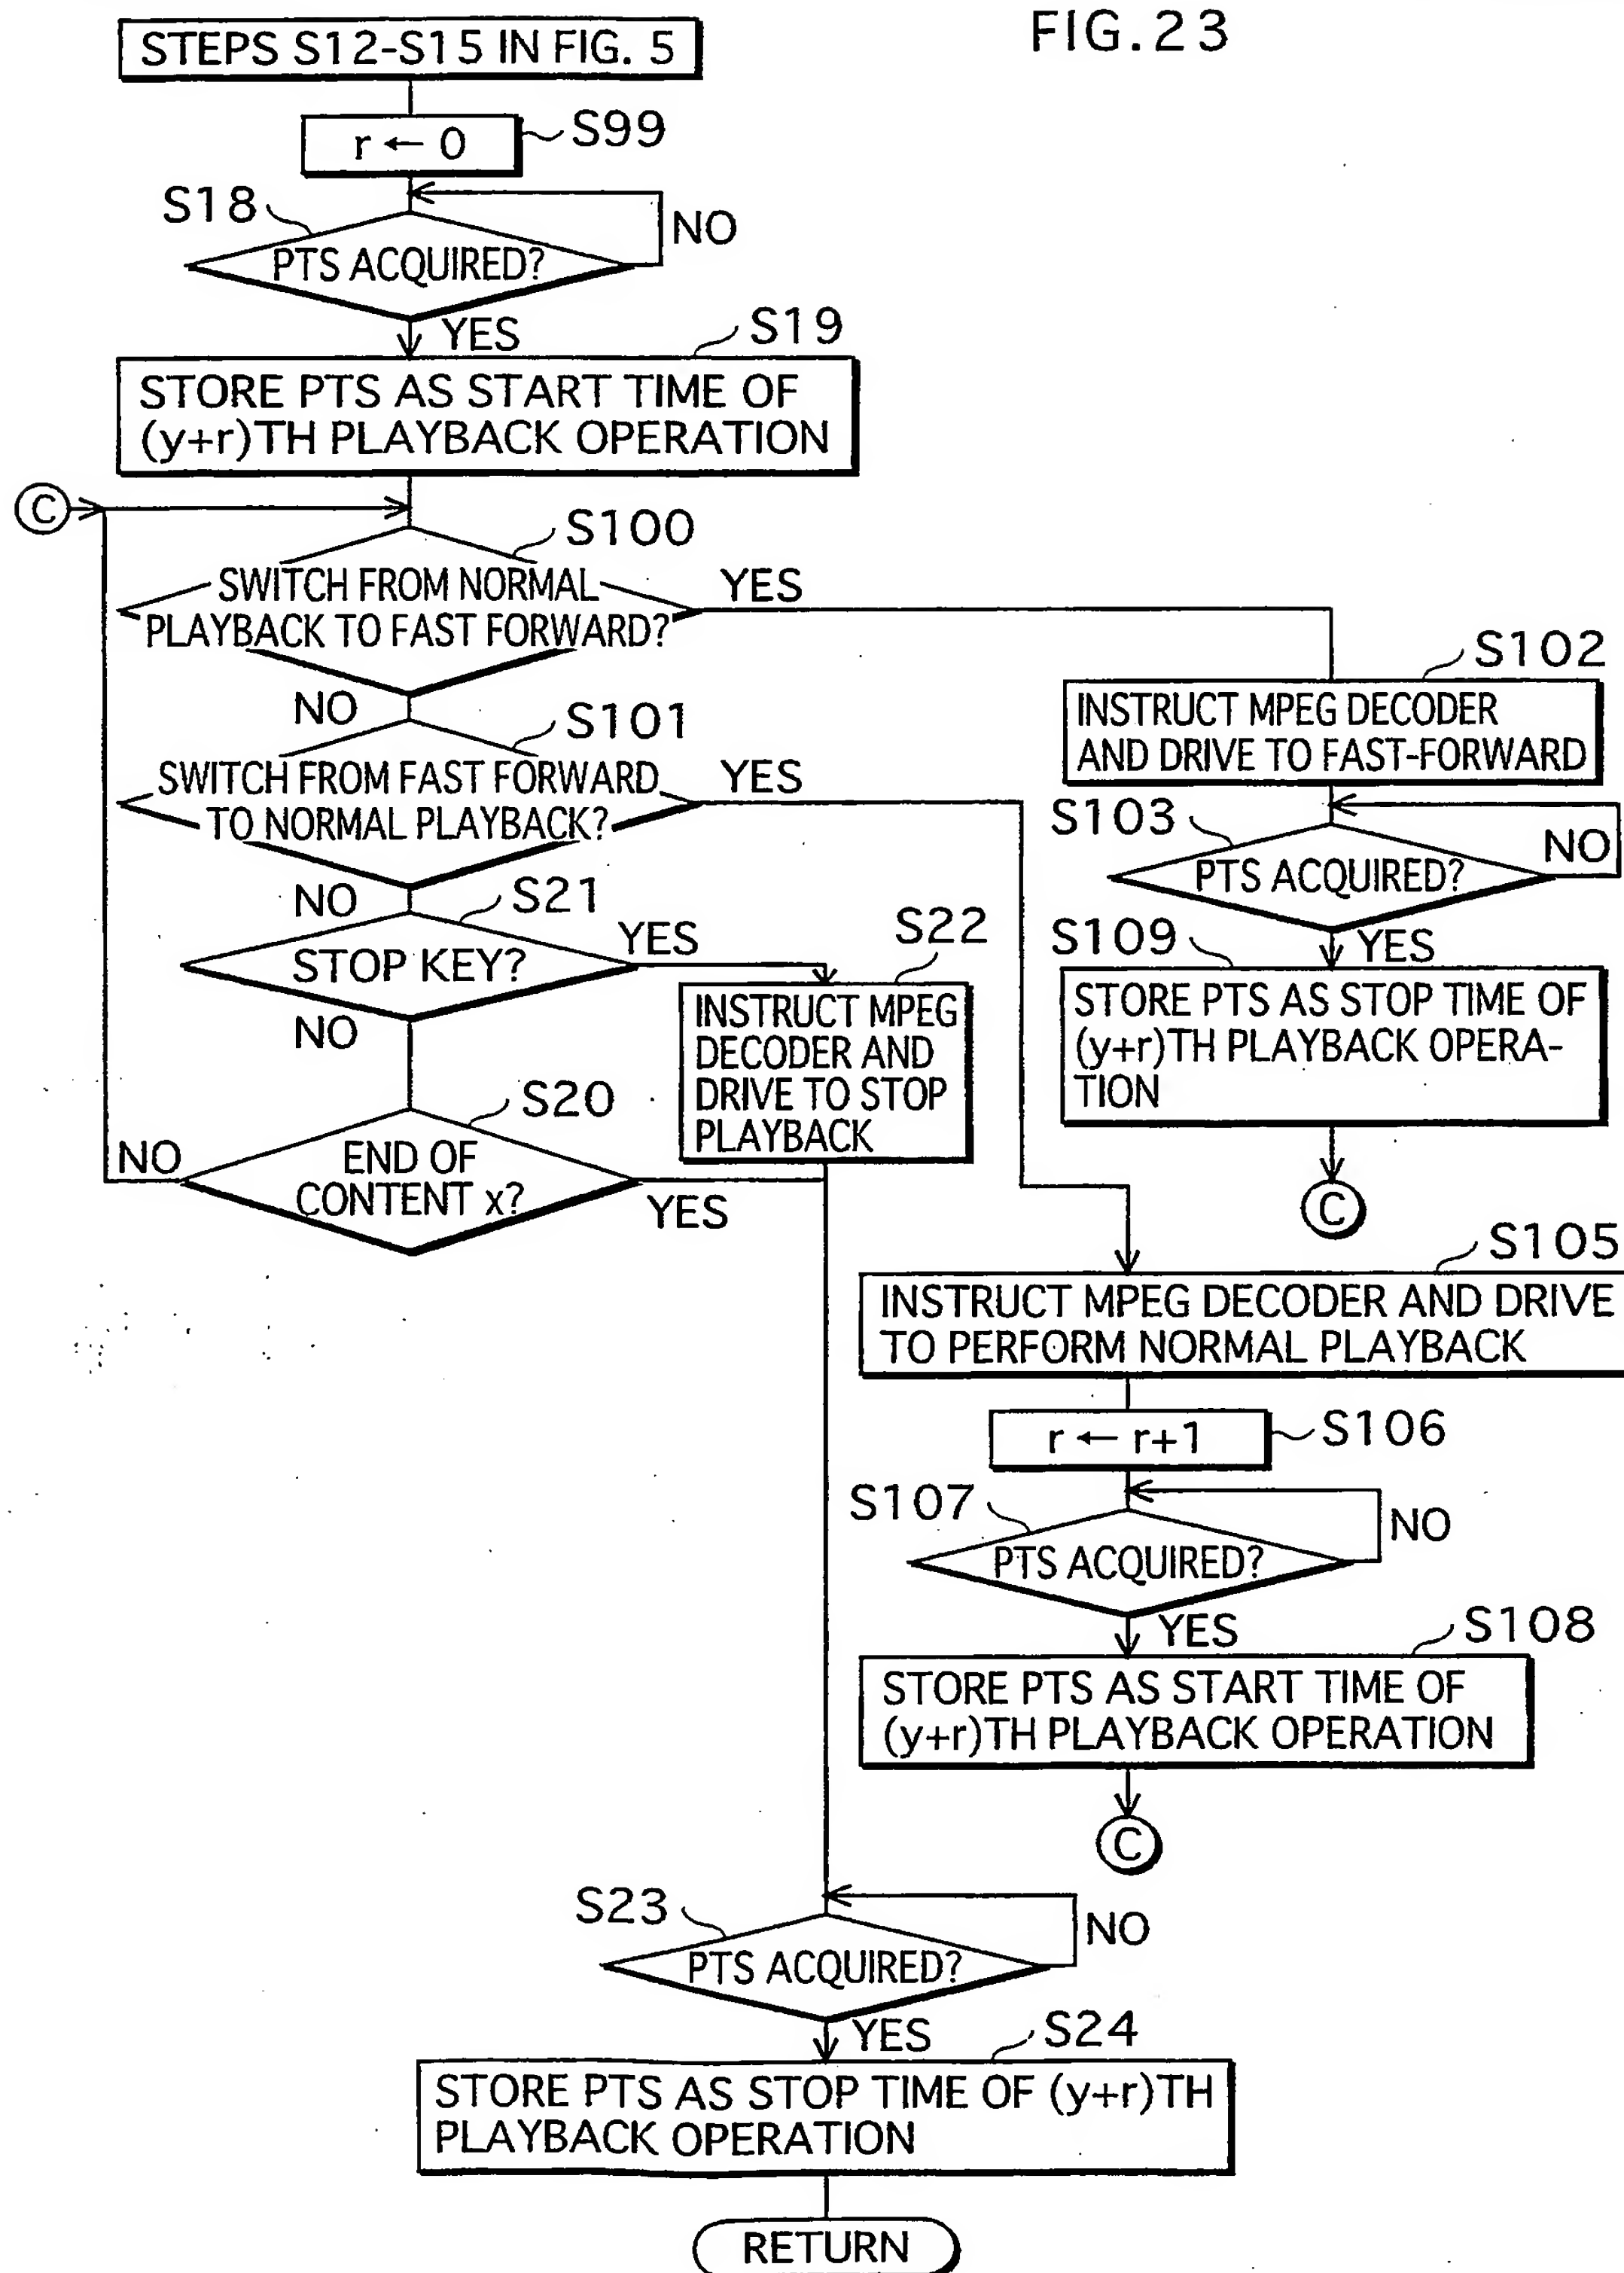 FIG.23
STEPS S12-S15 IN FIG. 5
r ← 0
S99
S18
PTS ACQUIRED?
NO
YES
S19
STORE PTS AS START TIME OF
(y+r)TH PLAYBACK OPERATION
C
S100
SWITCH FROM NORMAL
PLAYBACK TO FAST FORWARD?
YES
NO
S101
SWITCH FROM FAST FORWARD
TO NORMAL PLAYBACK?
YES
NO
S21
STOP KEY?
YES
NO
S22
INSTRUCT MPEG
DECODER AND
DRIVE TO STOP
PLAYBACK
S20
END OF
CONTENT x?
NO
YES
S102
INSTRUCT MPEG DECODER
AND DRIVE TO FAST-FORWARD
S103
PTS ACQUIRED?
NO
YES
S109
STORE PTS AS STOP TIME OF
(y+r)TH PLAYBACK OPERA-
TION
C
S105
INSTRUCT MPEG DECODER AND DRIVE
TO PERFORM NORMAL PLAYBACK
r ← r+1
S106
S107
PTS ACQUIRED?
NO
YES
S108
STORE PTS AS START TIME OF
(y+r)TH PLAYBACK OPERATION
C
S23
PTS ACQUIRED?
NO
YES
S24
STORE PTS AS STOP TIME OF (y+r)TH
PLAYBACK OPERATION
RETURN